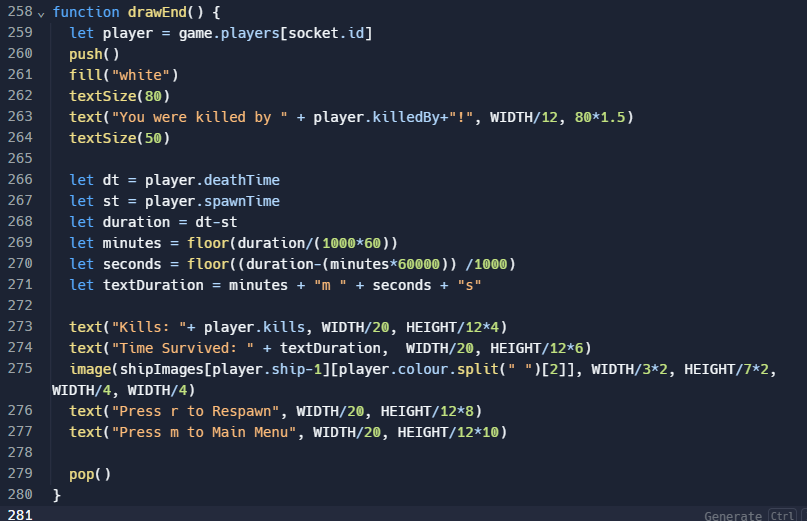 258 function drawEnd() {
259 let player = game.players[socket.id]
260 push()
261 fill("white")
262 textSize(80)
263 text("You were killed by " + player.killedBy+"!", WIDTH/12, 80*1.5)
264 textSize(50)
265
266 let dt = player.deathTime
267 let st = player.spawnTime
268 let duration = dt-st
269 let minutes = floor(duration/(1000*60))
270 let seconds = floor((duration-(minutes*60000)) /1000)
271 let textDuration = minutes + "m " + seconds + "s"
272
273 text("Kills: "+ player.kills, WIDTH/20, HEIGHT/12*4)
274 text("Time Survived: " + textDuration,  WIDTH/20, HEIGHT/12*6)
275 image(shipImages[player.ship-1][player.colour.split(" ")[2]], WIDTH/3*2, HEIGHT/7*2,
WIDTH/4, WIDTH/4)
276 text("Press r to Respawn", WIDTH/20, HEIGHT/12*8)
277 text("Press m to Main Menu", WIDTH/20, HEIGHT/12*10)
278
279 pop()
280 }
281
Generate Ctrl